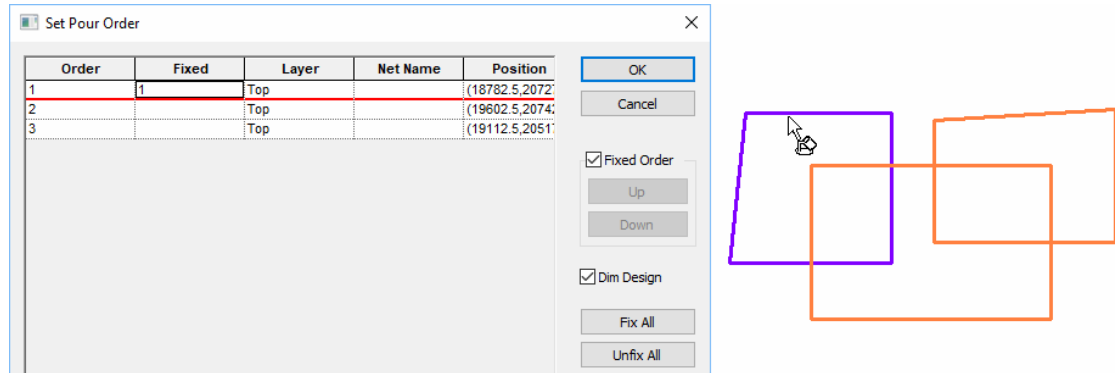 Set Pour Order
Order Fixed Layer Net Name Position
1 1 Top (18782.5,2072
2 Top (19602.5,20742
3 Top (19112.5,2051
OK
Cancel
Fixed Order
Up
Down
Dim Design
Fix All
Unfix All